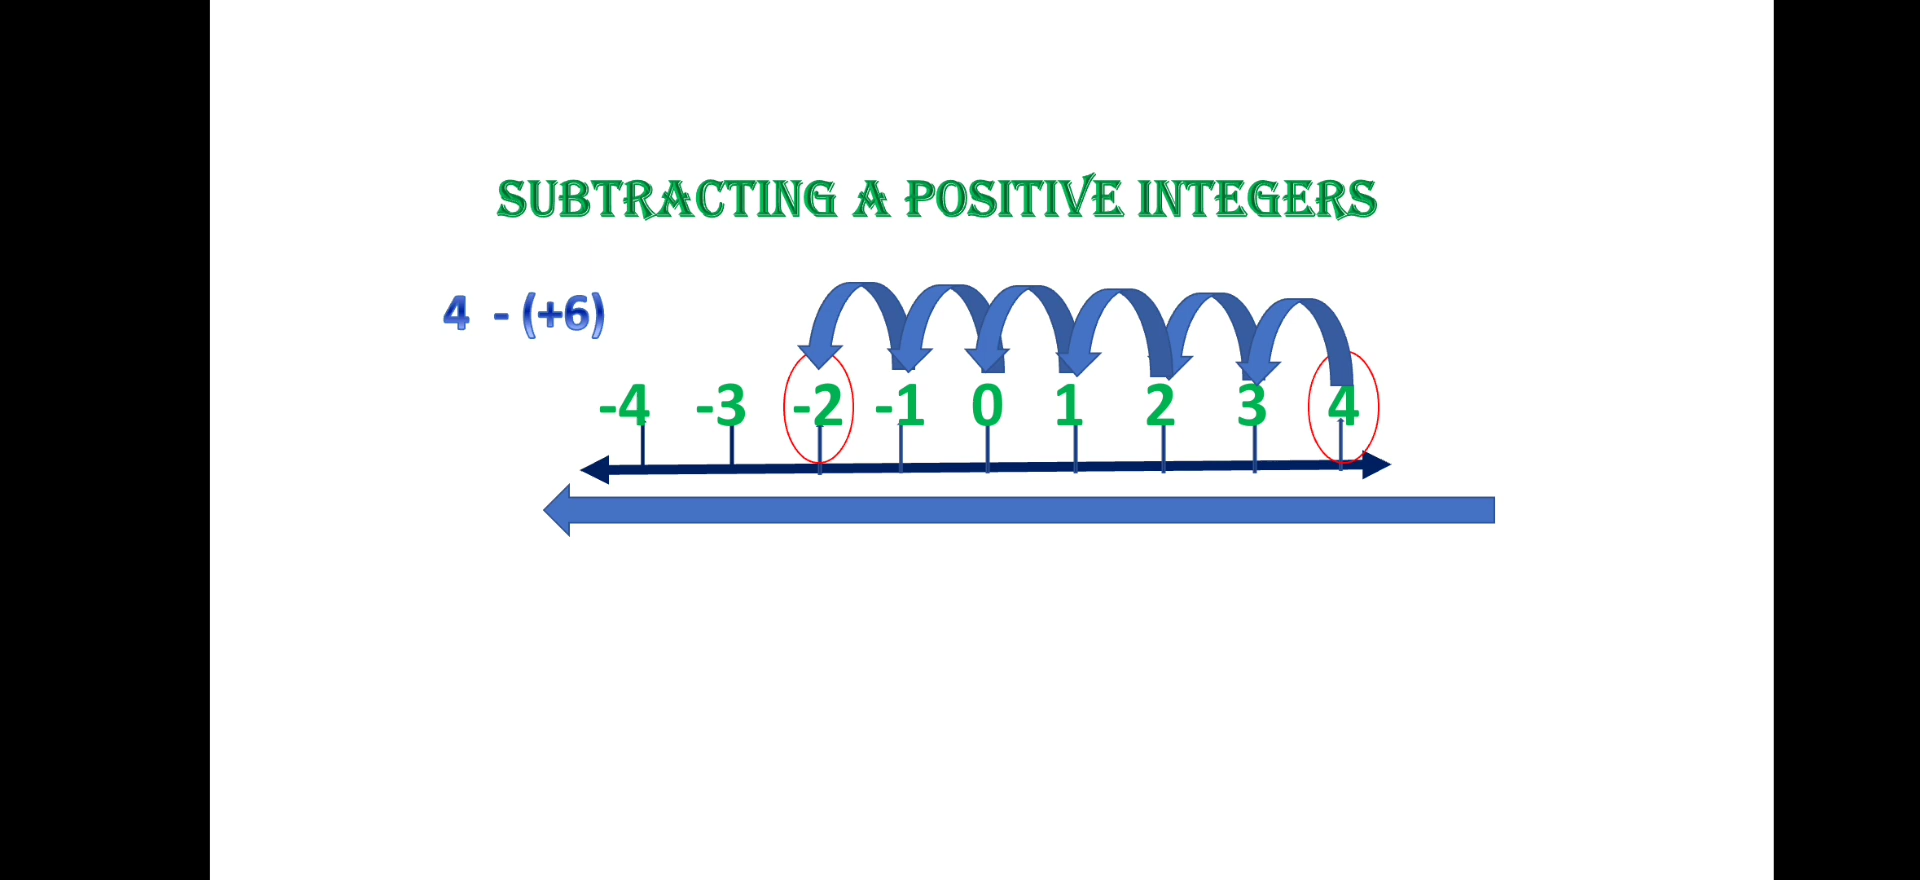 SUBTRACTING A POSITIVE INTEGERS
4 - (+6)
-4 -3 -2 -1 0 1 2 3 4